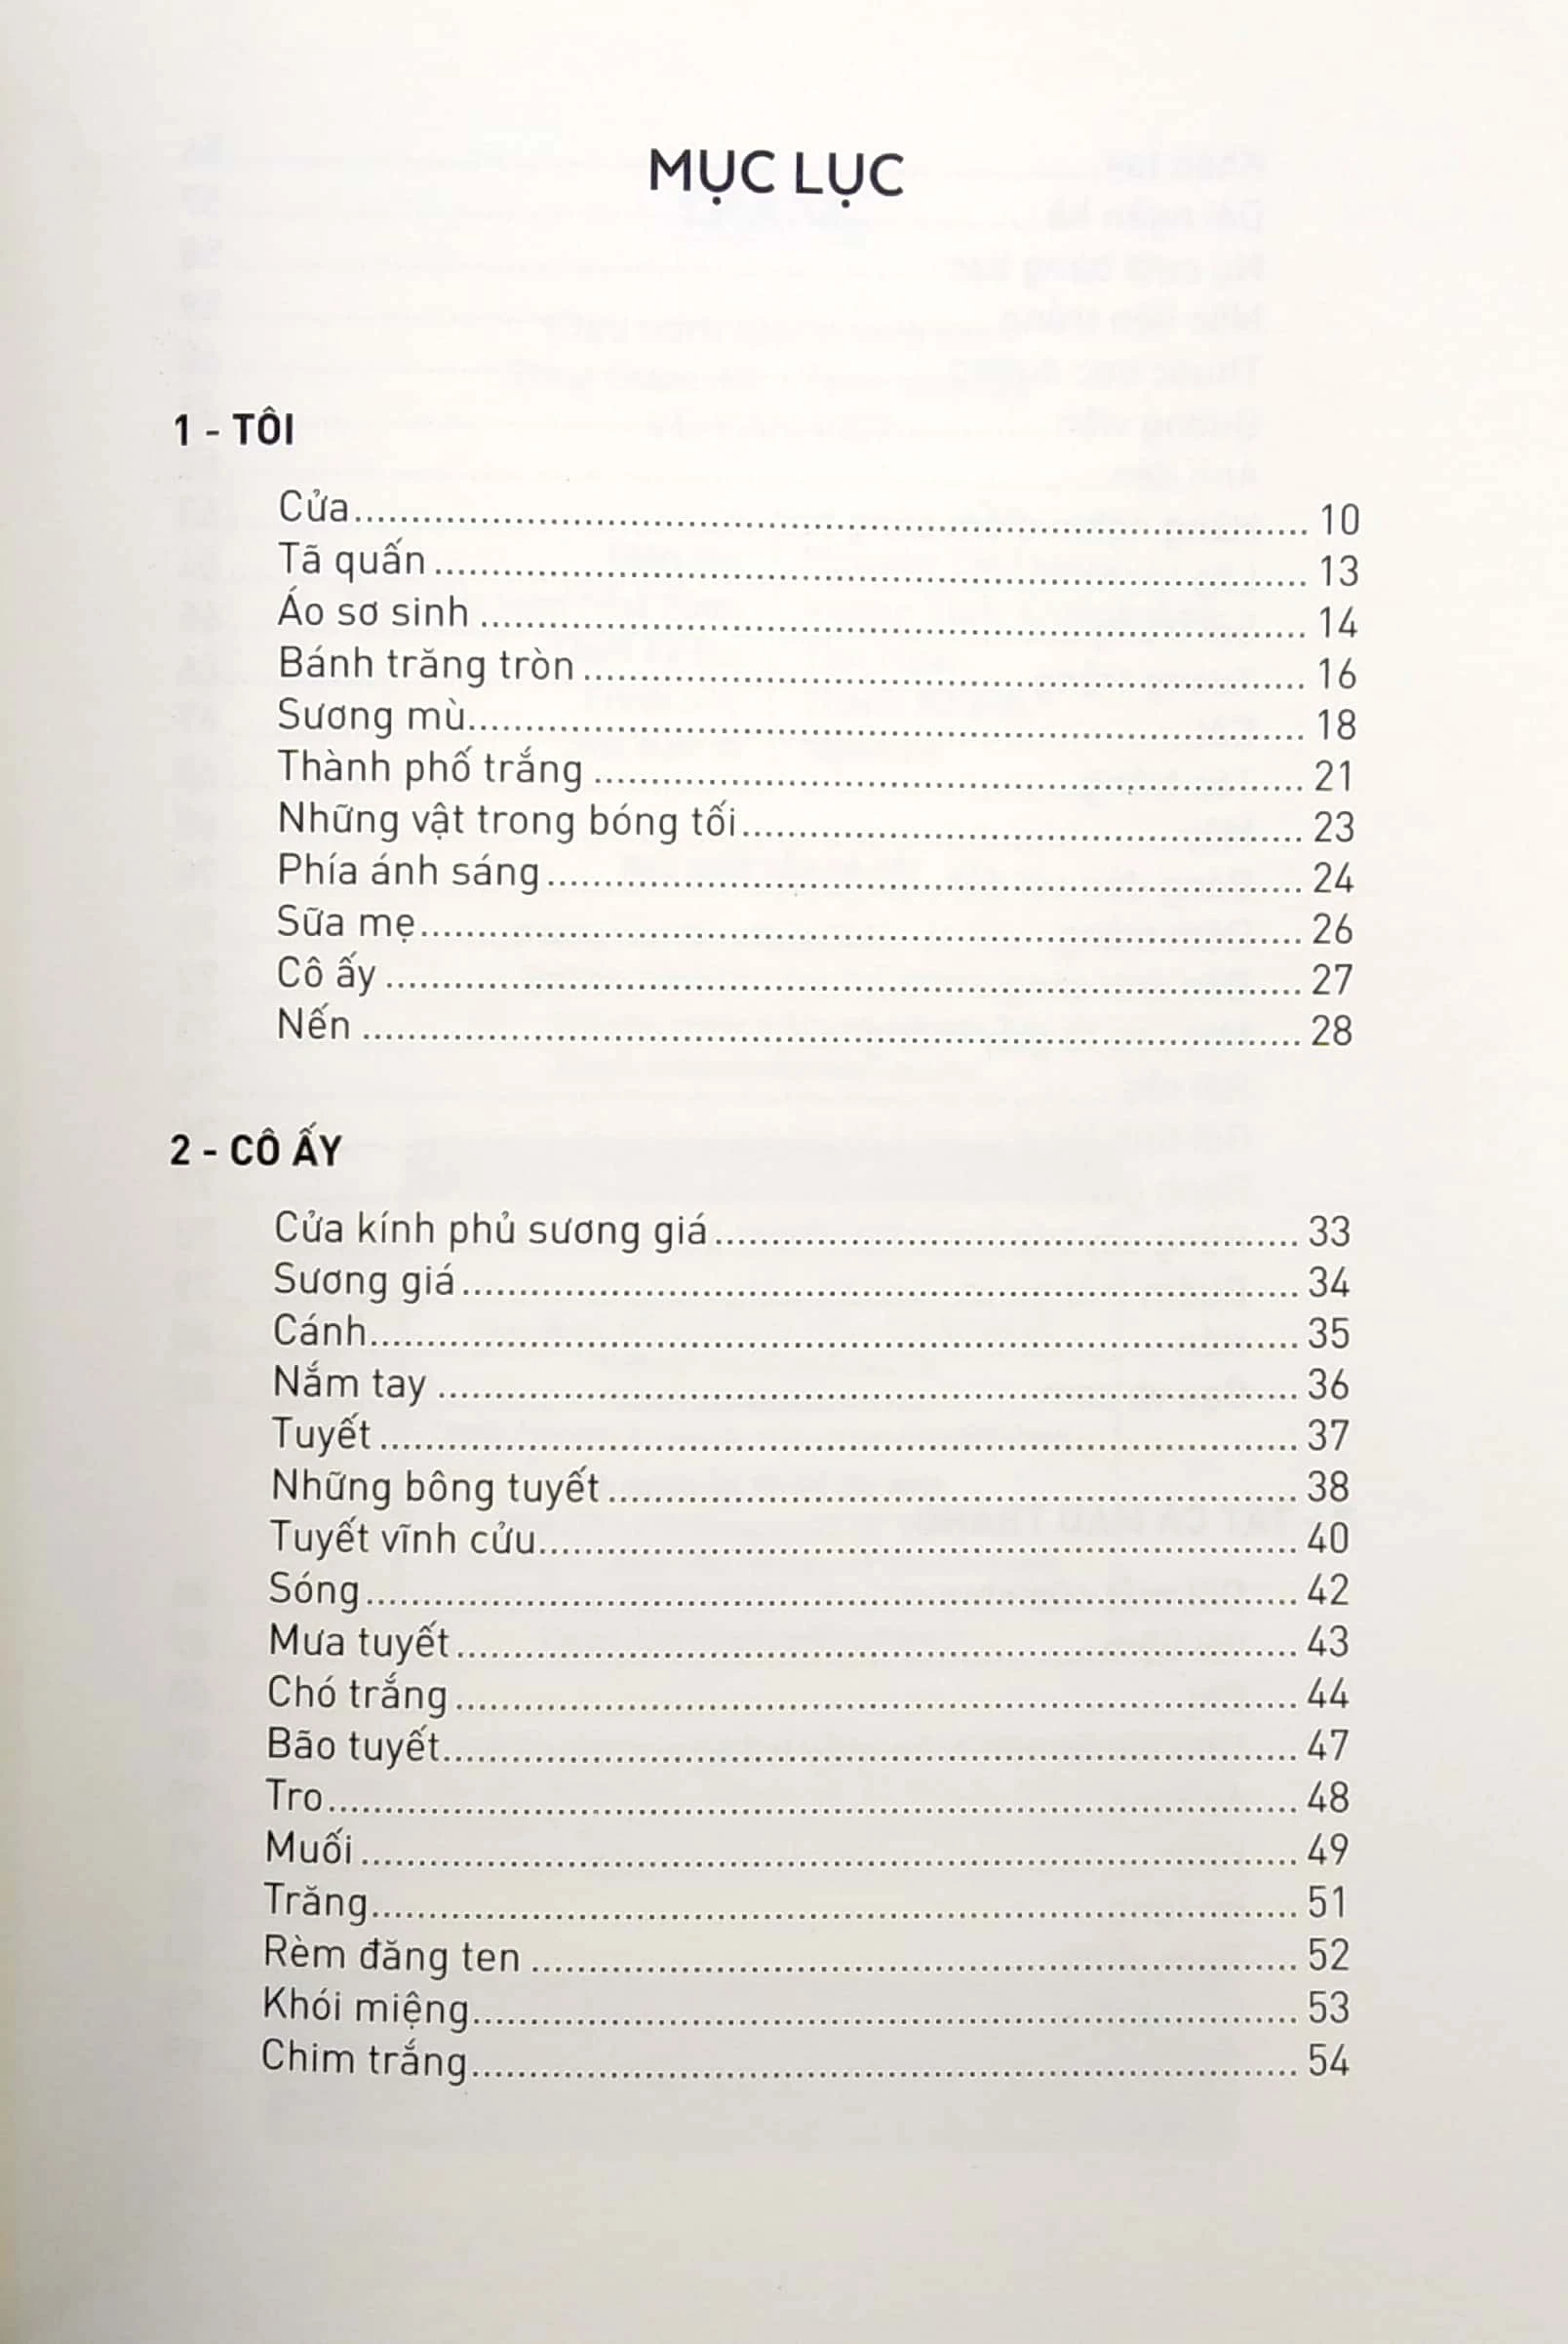 MỤC LỤC
1 - TÔI
Cửa.......... 10
Tã quấn.......... 13
Áo sơ sinh.......... 14
Bánh trăng tròn.......... 16
Sương mù.......... 18
Thành phố trắng.......... 21
Những vật trong bóng tối.......... 23
Phía ánh sáng.......... 24
Sữa mẹ.......... 26
Cô ấy.......... 27
Nến.......... 28
2 - CÔ ẤY
Cửa kính phủ sương giá.......... 33
Sương giá.......... 34
Cánh.......... 35
Nắm tay.......... 36
Tuyết.......... 37
Những bông tuyết.......... 38
Tuyết vĩnh cửu.......... 40
Sóng.......... 42
Mưa tuyết.......... 43
Chó trắng.......... 44
Bão tuyết.......... 47
Tro.......... 48
Muối.......... 49
Trăng.......... 51
Rèm đăng ten.......... 52
Khói miệng.......... 53
Chim trắng.......... 54